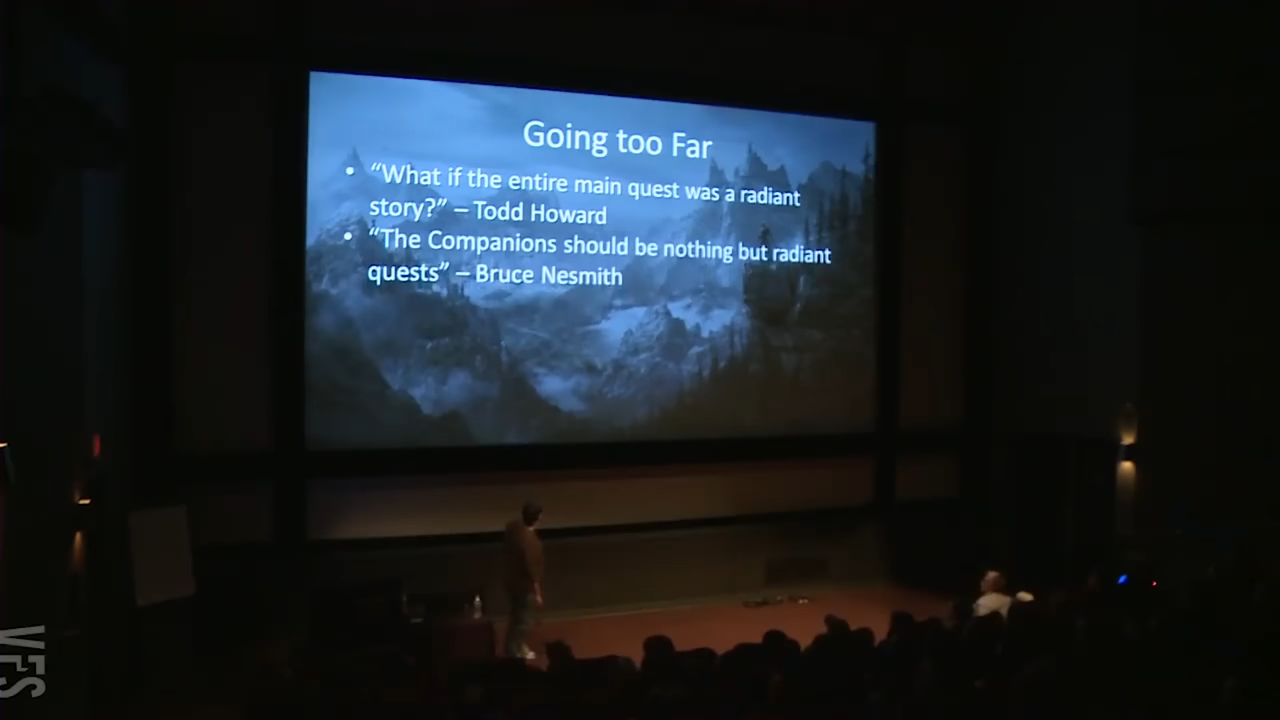 Going too Far
• “What if the entire main quest was a radiant
story?” – Todd Howard
• “The Companions should be nothing but radiant
quests” – Bruce Nesmith
VFS